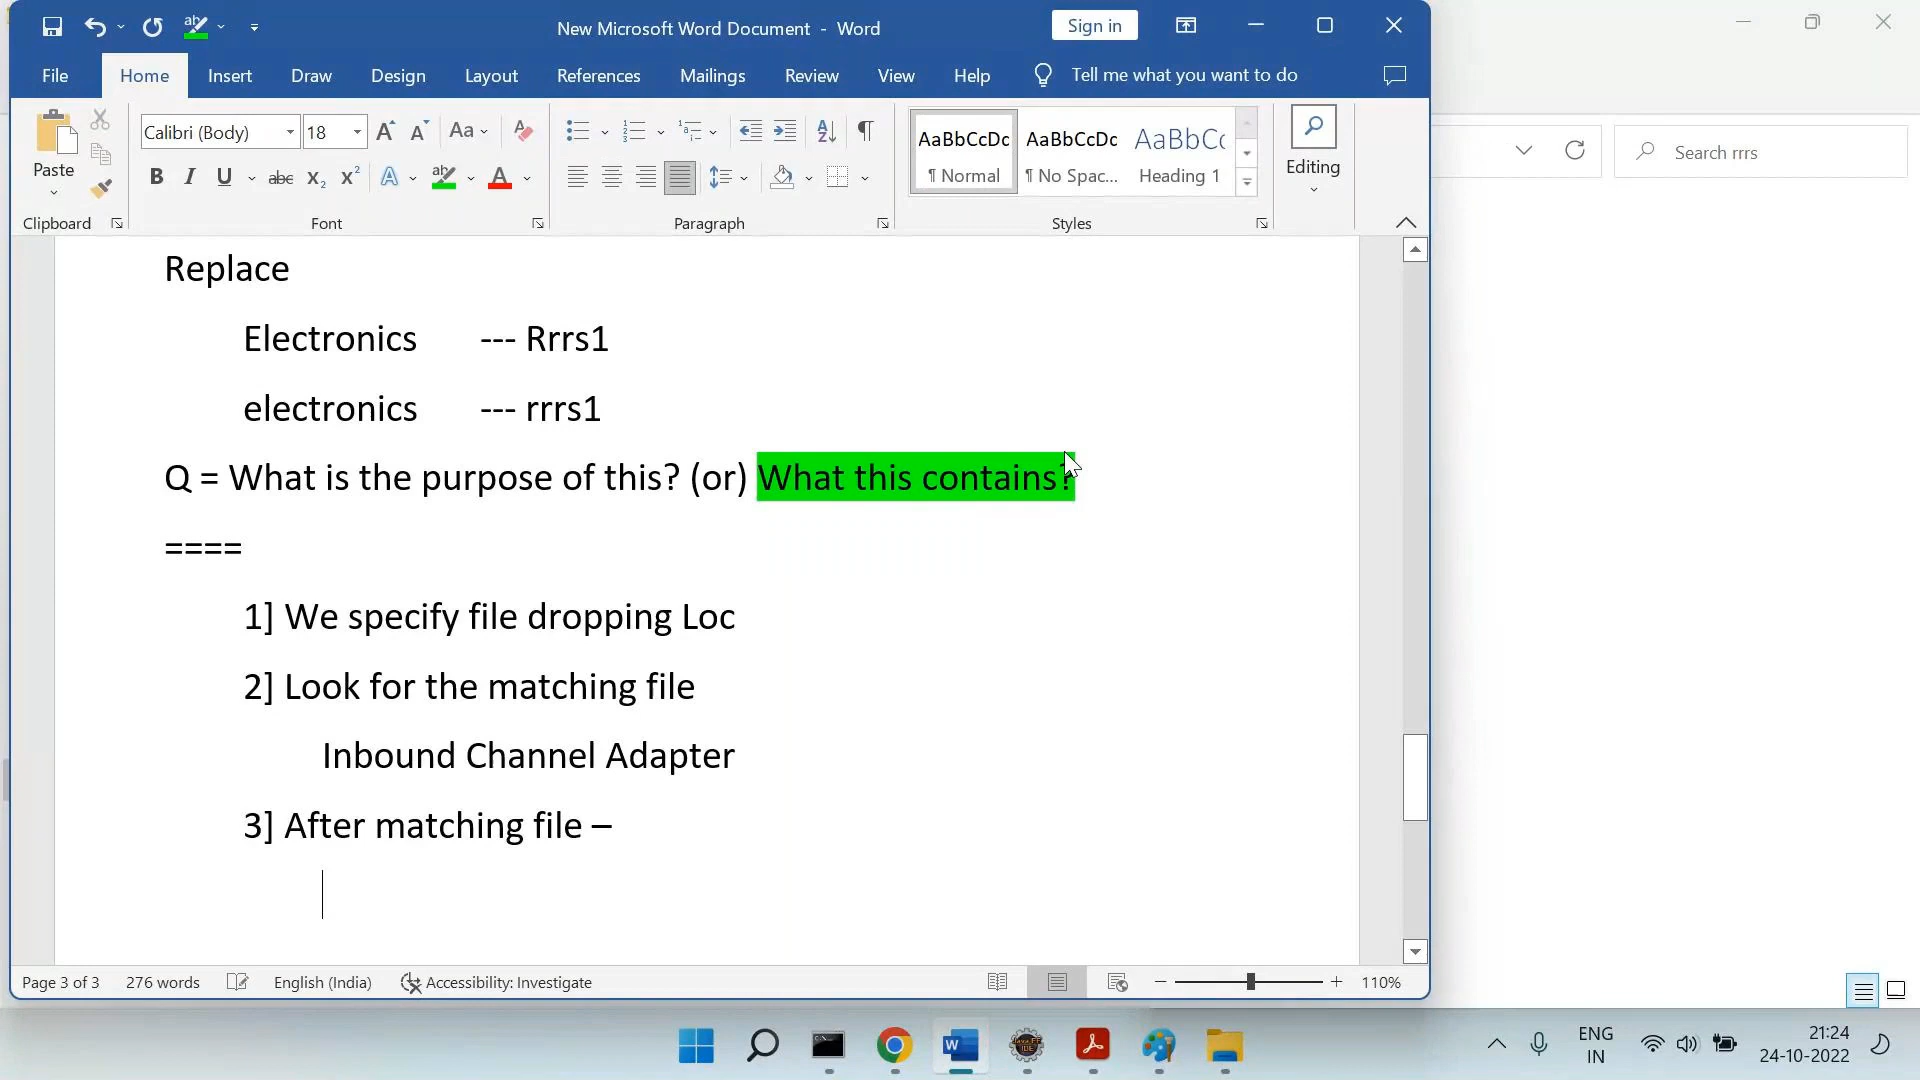 New Microsoft Word Document - Word
Sign in
File Home Insert Draw Design Layout References Mailings Review View Help Tell me what you want to do
Paste
Clipboard
Calibri (Body) 18
Font
Paragraph
AaBbCcDc
¶ Normal
AaBbCcDc
¶ No Spac...
AaBbCc
Heading 1
Styles
Editing
Search rrrs
Replace
Electronics --- Rrrs1
electronics --- rrrs1
Q = What is the purpose of this? (or) What this contains?
====
1] We specify file dropping Loc
2] Look for the matching file
Inbound Channel Adapter
3] After matching file –
Page 3 of 3 276 words English (India) Accessibility: Investigate 110%
ENG
IN
21:24
24-10-2022